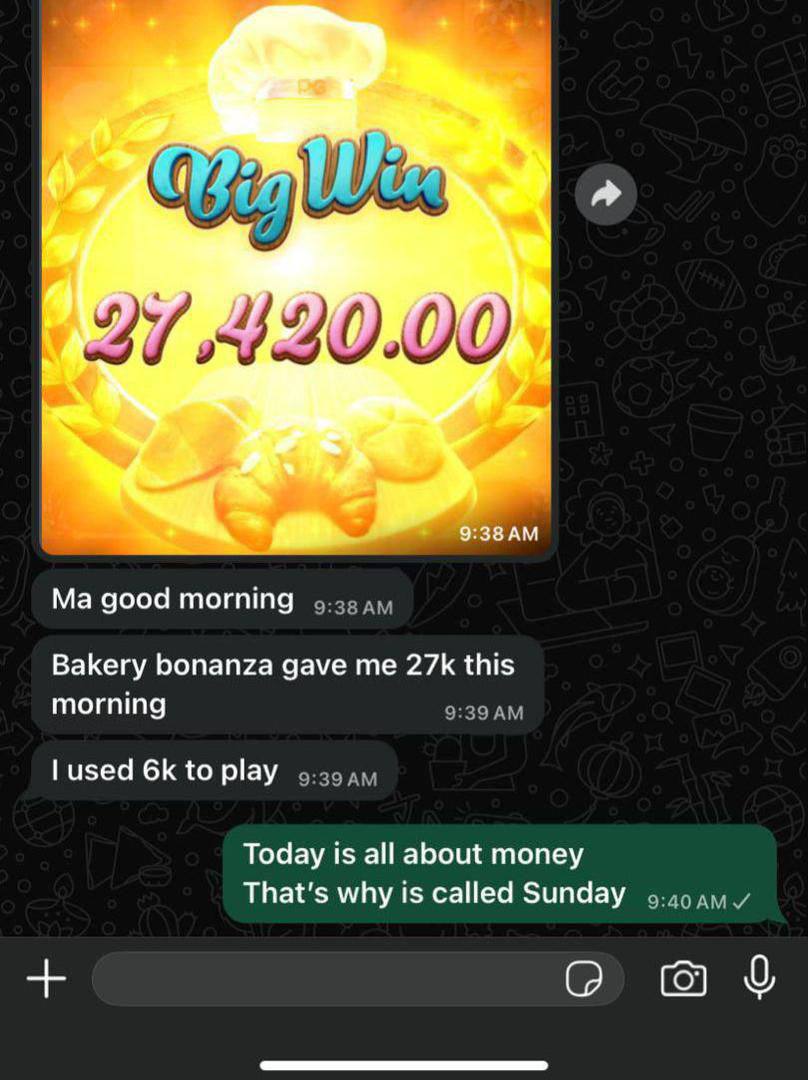 PG
Big Win
27,420.00
9:38 AM
Ma good morning 9:38 AM
Bakery bonanza gave me 27k this
morning 9:39 AM
I used 6k to play 9:39 AM
Today is all about money
That's why is called Sunday 9:40 AM